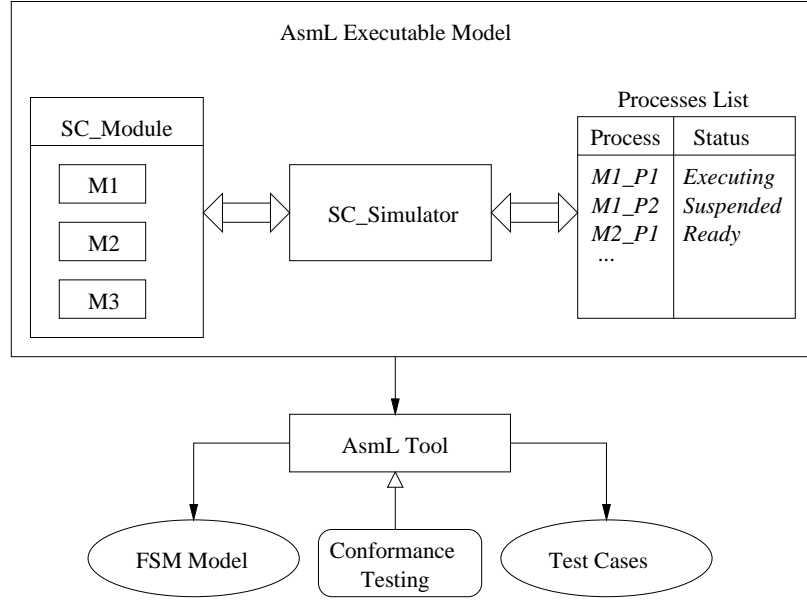 AsmL Executable Model
Processes List
SC_Module
Process Status
M1
M1_P1 Executing
SC_Simulator
M1_P2 Suspended
M2
M2_P1 Ready
...
M3
AsmL Tool
FSM Model
Conformance
Testing
Test Cases